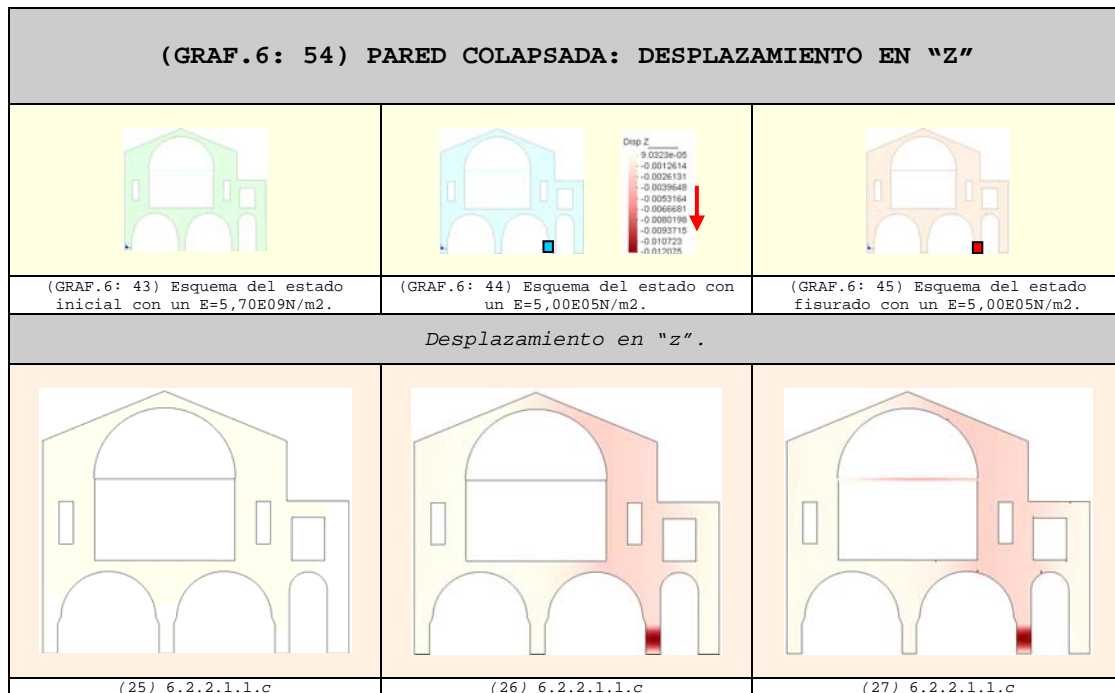 (GRAF.6: 54) PARED COLAPSADA: DESPLAZAMIENTO EN “Z”
Disp Z
9.0323e-05
-0.0012614
-0.0026131
-0.0039648
-0.0053164
-0.0066681
-0.0080198
-0.0093715
-0.010723
-0.012075
(GRAF.6: 43) Esquema del estado
inicial con un E=5,70E09N/m2.
(GRAF.6: 44) Esquema del estado con
un E=5,00E05N/m2.
(GRAF.6: 45) Esquema del estado
fisurado con un E=5,00E05N/m2.
Desplazamiento en “z”.
(25) 6.2.2.1.1.c
(26) 6.2.2.1.1.c
(27) 6.2.2.1.1.c